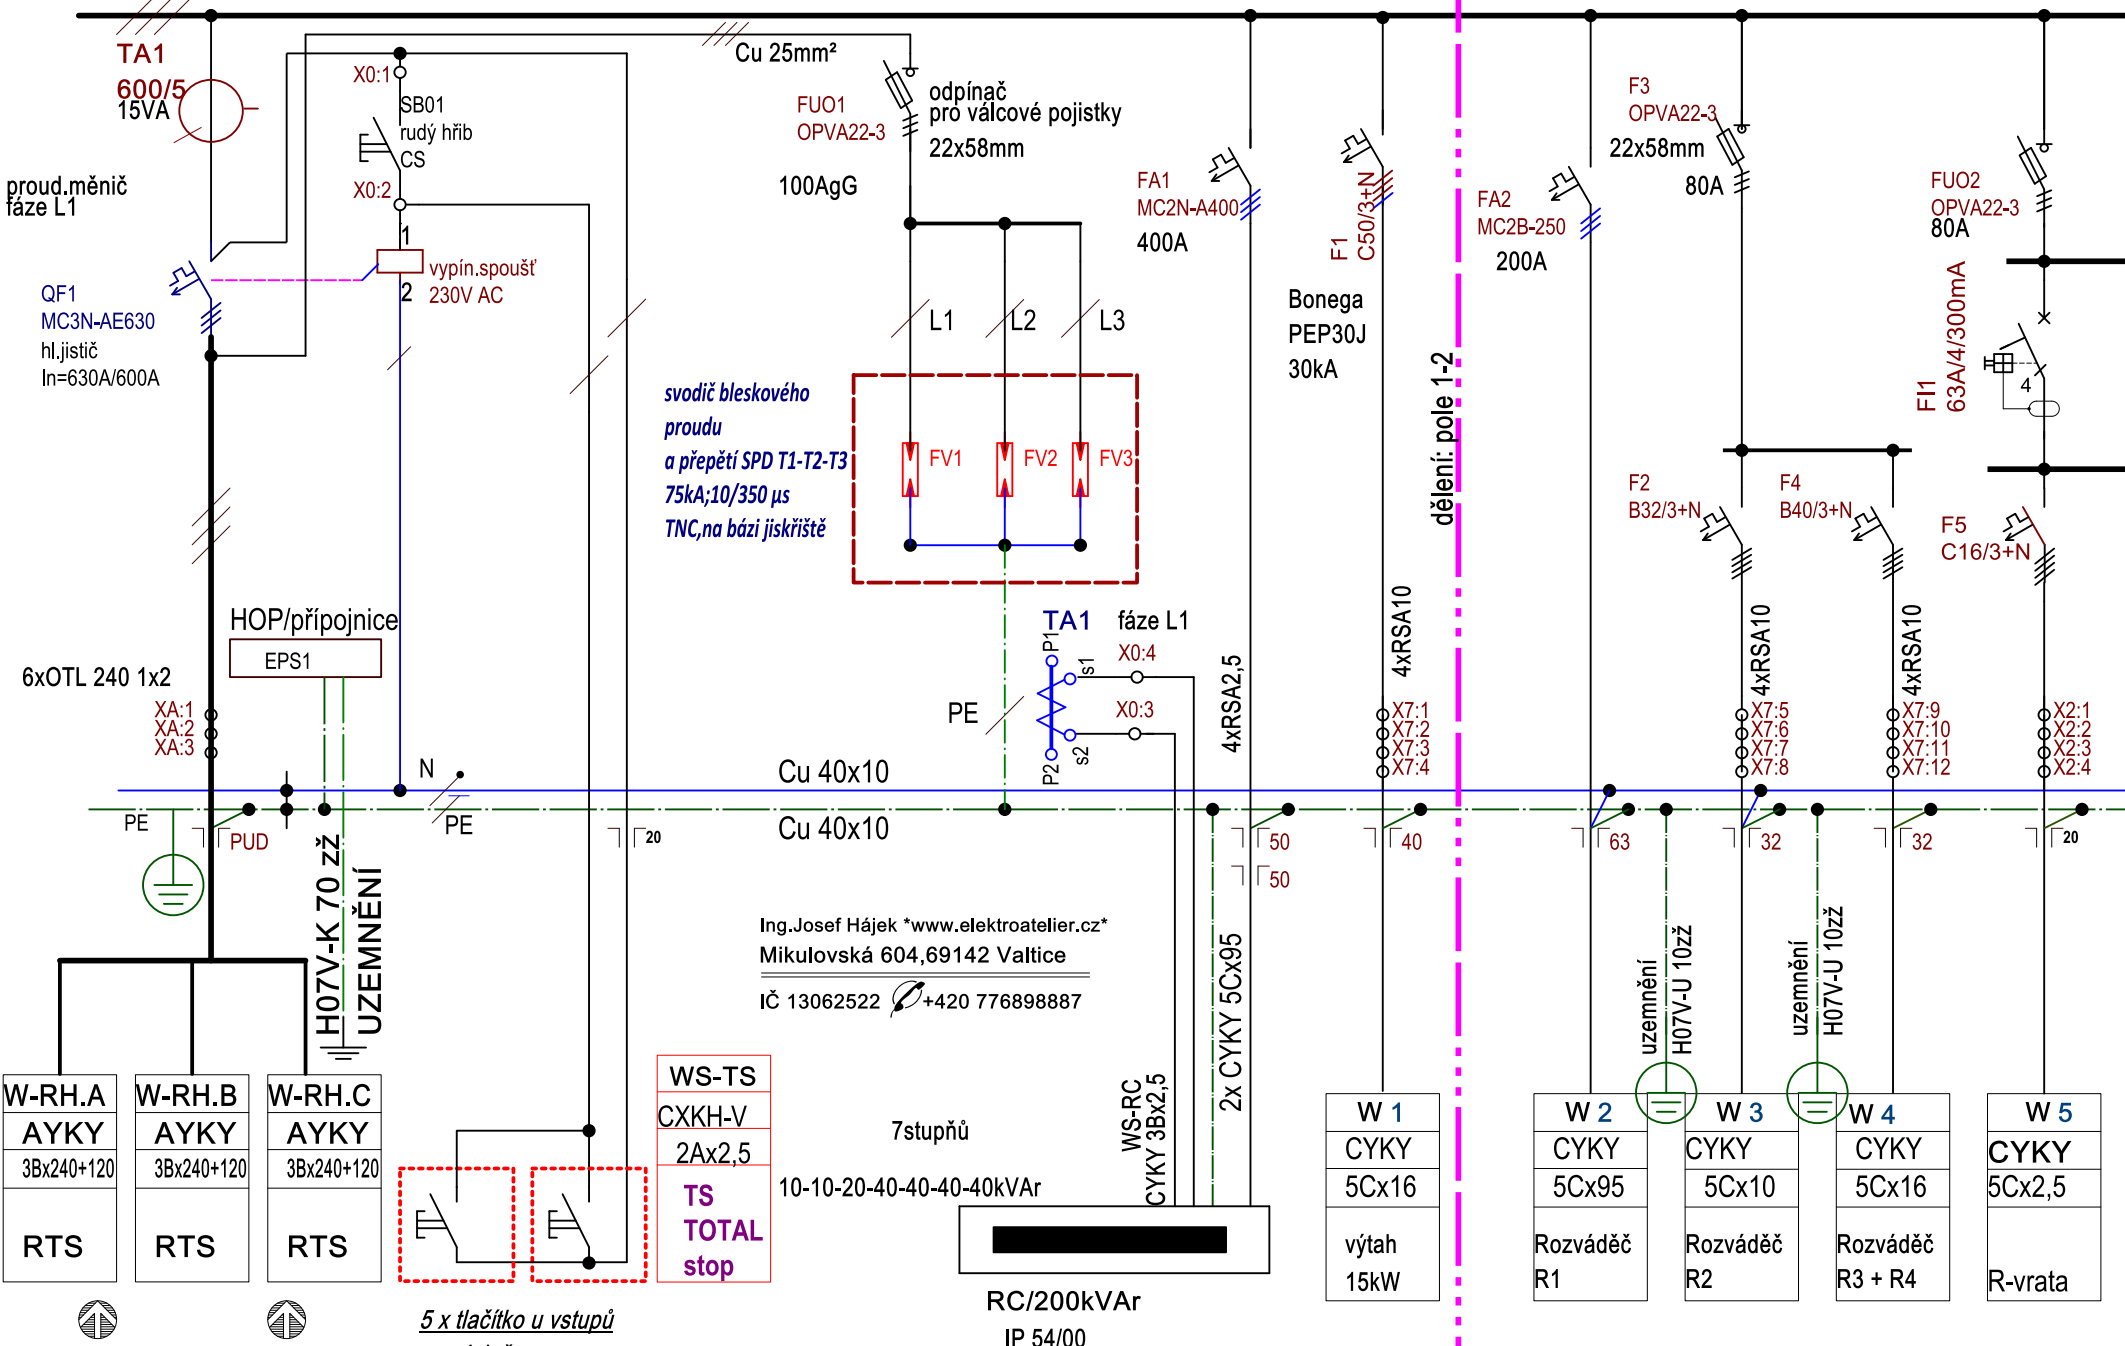 TA1
600/5
15VA
proud.měnič
fáze L1
QF1
MC3N-AE630
hl.jistič
In=630A/600A
X0:1
SB01
rudý hřib
CS
X0:2
1
2
vypín.spoušť
230V AC
Cu 25mm²
FUO1
OPVA22-3
odpínač
pro válcové pojistky
22x58mm
100AgG
L1
L2
L3
svodič bleskového
proudu
a přepětí SPD T1-T2-T3
75kA;10/350 µs
TNC,na bázi jiskřiště
FV1
FV2
FV3
FA1
MC2N-A400
400A
F1
C50/3+N
Bonega
PEP30J
30kA
dělení: pole 1-2
FA2
MC2B-250
200A
F3
OPVA22-3
22x58mm
80A
FUO2
OPVA22-3
80A
FI1
63A/4/300mA
4
F2
B32/3+N
F4
B40/3+N
F5
C16/3+N
HOP/přípojnice
EPS1
6xOTL 240 1x2
XA:1
XA:2
XA:3
TA1
fáze L1
P1
s1
X0:4
X0:3
s2
P2
PE
4xRSA2,5
4xRSA10
4xRSA10
4xRSA10
X7:1
X7:2
X7:3
X7:4
X7:5
X7:6
X7:7
X7:8
X7:9
X7:10
X7:11
X7:12
X2:1
X2:2
X2:3
X2:4
N
Cu 40x10
PE
PE
Cu 40x10
PUD
20
50
50
40
63
32
32
20
H07V-K 70 zž
UZEMNĚNÍ
Ing.Josef Hájek *www.elektroatelier.cz*
Mikulovská 604,69142 Valtice
IČ 13062522
+420 776898887
2x CYKY 5Cx95
WS-RC
CYKY 3Bx2,5
uzemnění
H07V-U 10zž
uzemnění
H07V-U 10zž
W-RH.A
AYKY
3Bx240+120
RTS
W-RH.B
AYKY
3Bx240+120
RTS
W-RH.C
AYKY
3Bx240+120
RTS
WS-TS
CXKH-V
2Ax2,5
TS
TOTAL
stop
7stupňů
10-10-20-40-40-40-40kVAr
RC/200kVAr
IP 54/00
5 x tlačítko u vstupů
W 1
CYKY
5Cx16
výtah
15kW
W 2
CYKY
5Cx95
Rozváděč
R1
W 3
CYKY
5Cx10
Rozváděč
R2
W 4
CYKY
5Cx16
Rozváděč
R3 + R4
W 5
CYKY
5Cx2,5
R-vrata